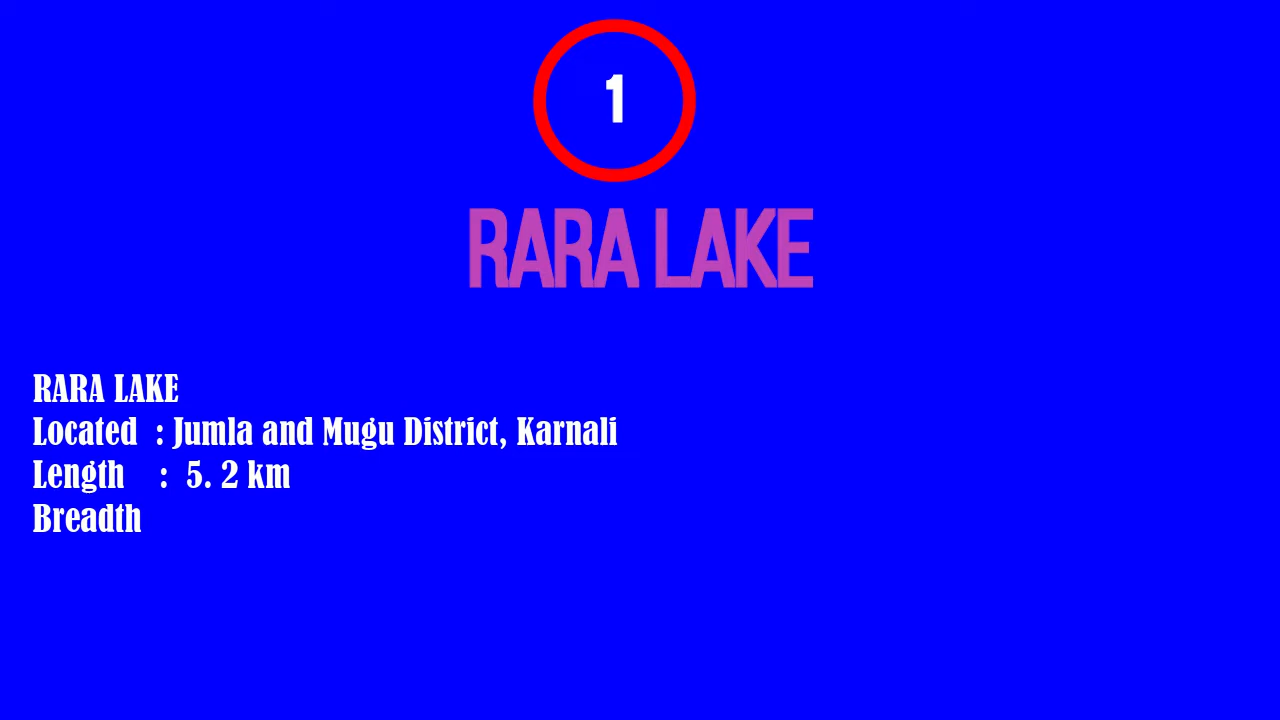 1
RARA LAKE
RARA LAKE
Located : Jumla and Mugu District, Karnali
Length : 5. 2 km
Breadth